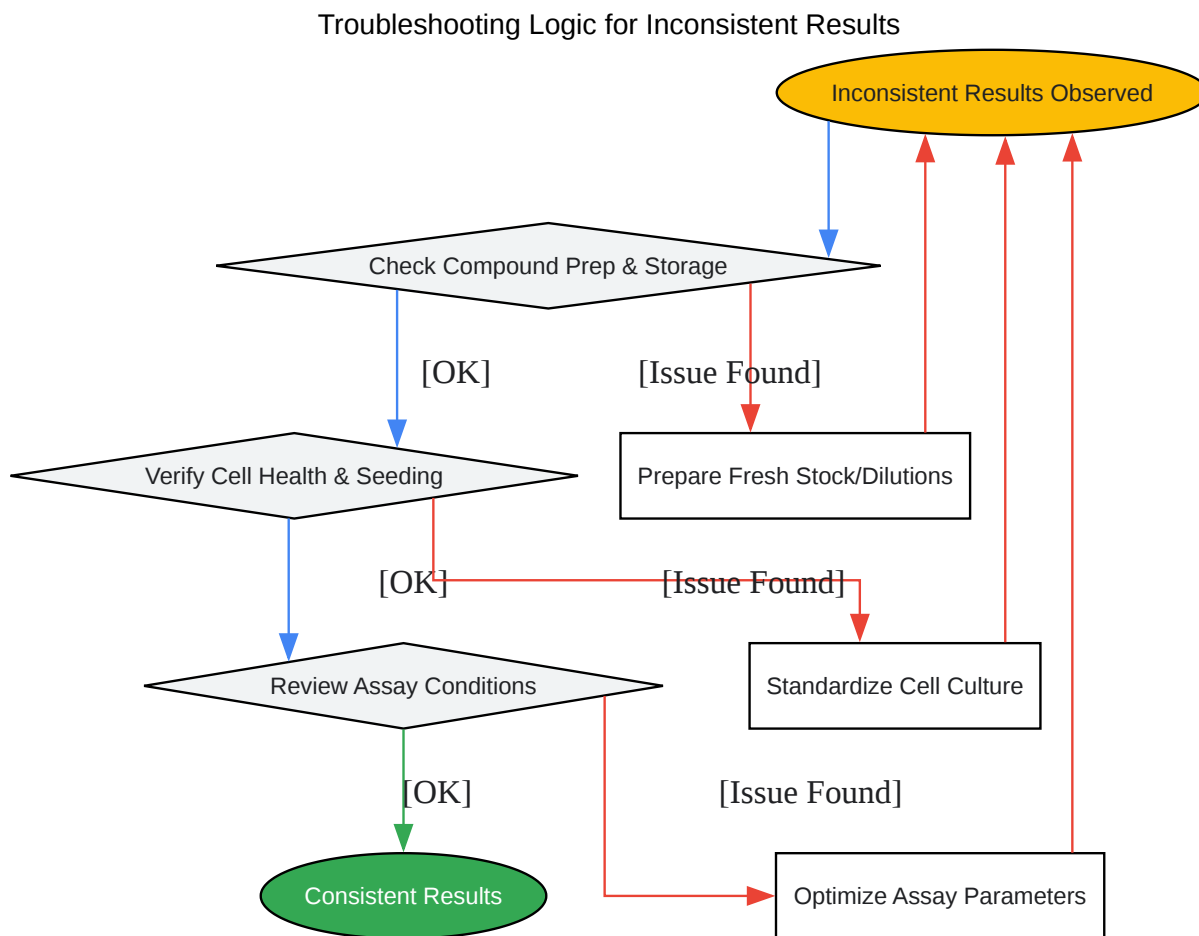 Troubleshooting Logic for Inconsistent Results
Inconsistent Results Observed
Check Compound Prep & Storage
[OK]
[Issue Found]
Verify Cell Health & Seeding
Prepare Fresh Stock/Dilutions
[OK]
[Issue Found]
Review Assay Conditions
Standardize Cell Culture
[OK]
[Issue Found]
Consistent Results
Optimize Assay Parameters